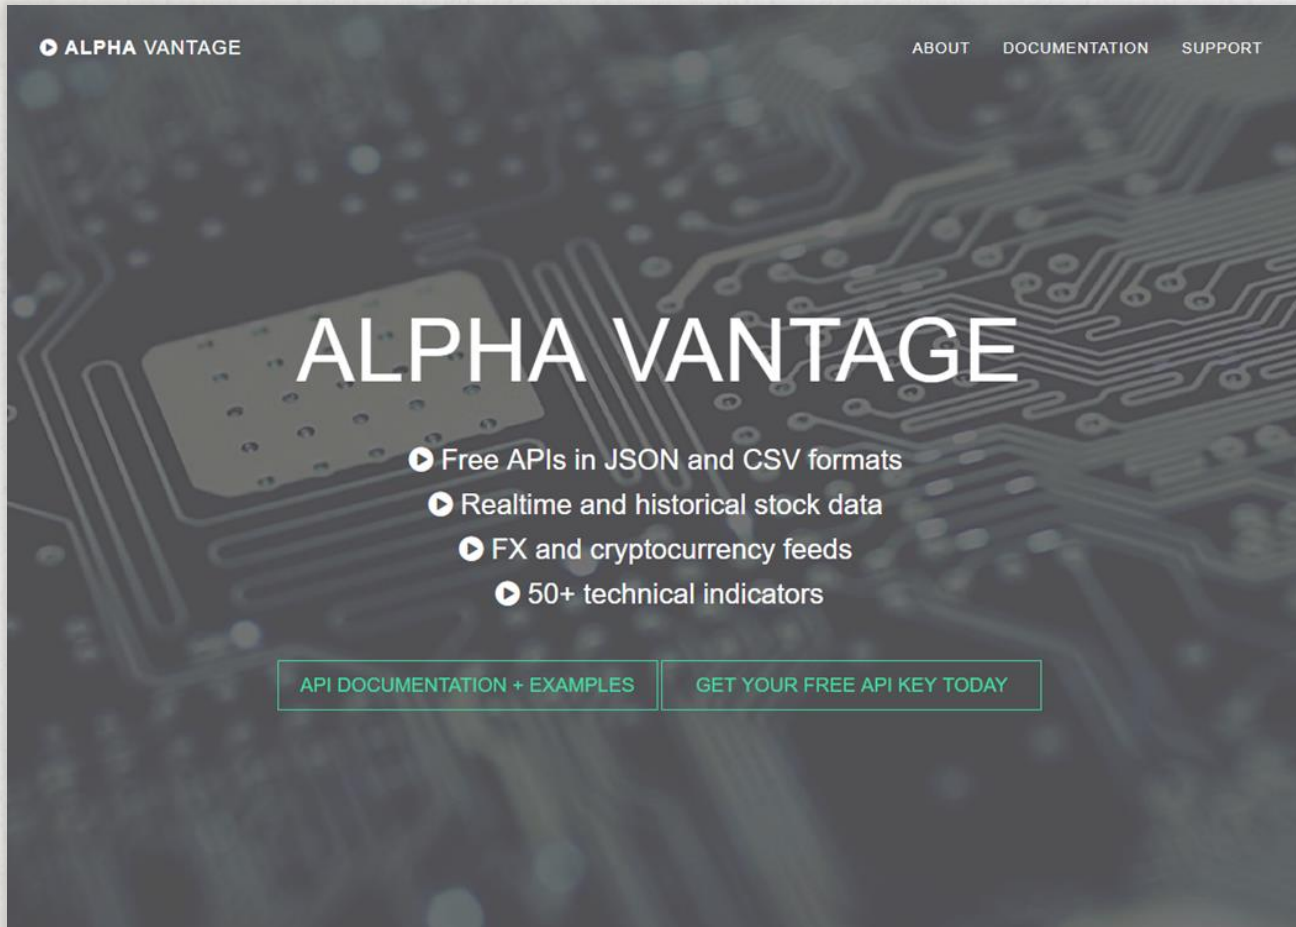 ALPHA VANTAGE
ABOUT DOCUMENTATION SUPPORT
ALPHA VANTAGE
Free APIs in JSON and CSV formats
Realtime and historical stock data
FX and cryptocurrency feeds
50+ technical indicators
API DOCUMENTATION + EXAMPLES
GET YOUR FREE API KEY TODAY